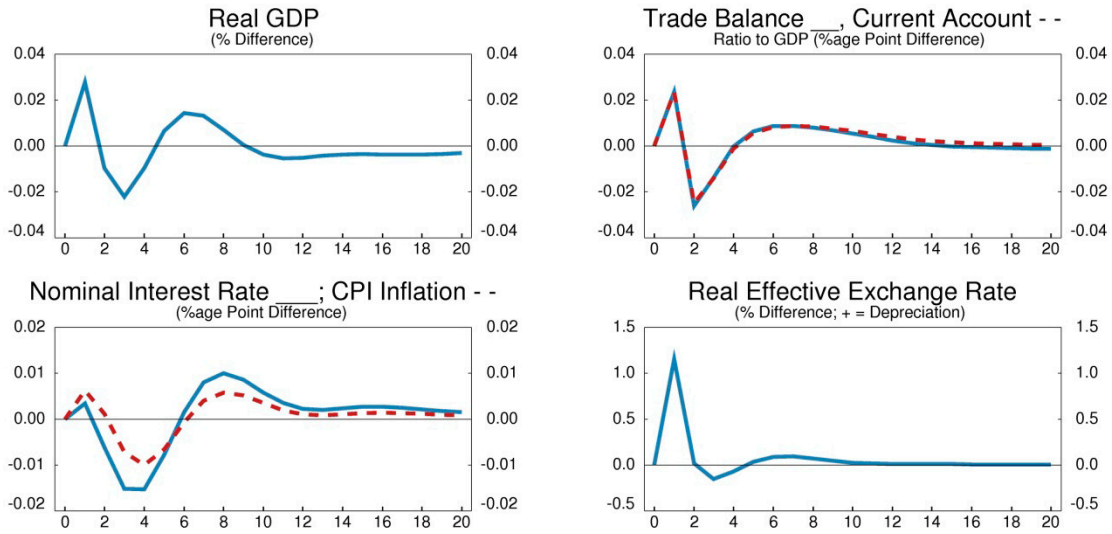 Real GDP
(% Difference)
0.04 0.04
0.02 0.02
0.00 0.00
-0.02 -0.02
-0.04 -0.04
0 2 4 6 8 10 12 14 16 18 20
Trade Balance __, Current Account - -
Ratio to GDP (%age Point Difference)
0.04 0.04
0.02 0.02
0.00 0.00
-0.02 -0.02
-0.04 -0.04
0 2 4 6 8 10 12 14 16 18 20
Nominal Interest Rate ___; CPI Inflation - -
(%age Point Difference)
0.02 0.02
0.01 0.01
0.00 0.00
-0.01 -0.01
-0.02 -0.02
0 2 4 6 8 10 12 14 16 18 20
Real Effective Exchange Rate
(% Difference; + = Depreciation)
1.5 1.5
1.0 1.0
0.5 0.5
0.0 0.0
-0.5 -0.5
0 2 4 6 8 10 12 14 16 18 20